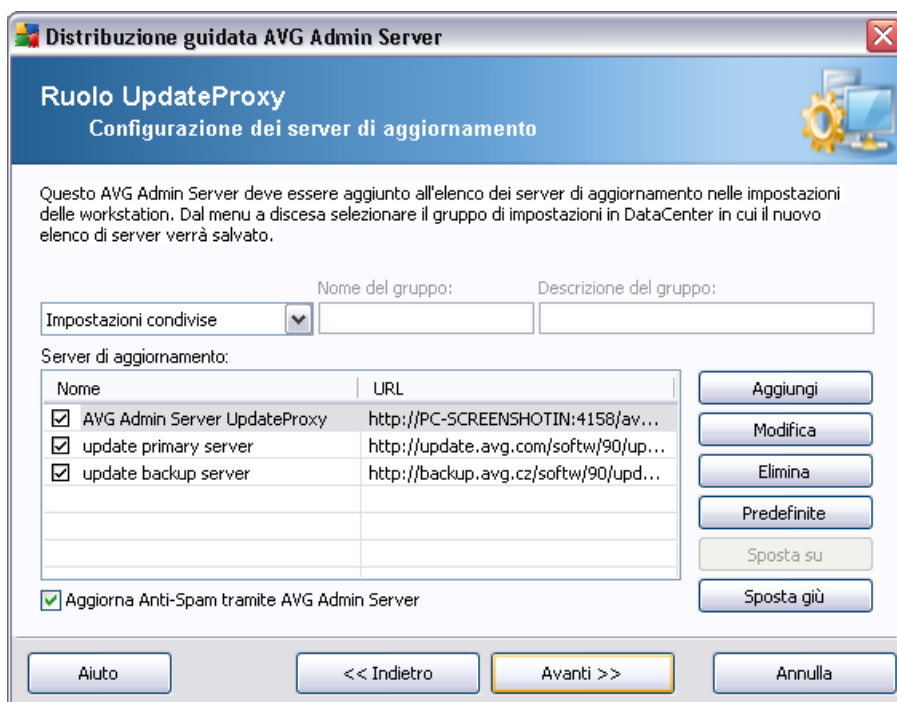 Distribuzione guidata AVG Admin Server
Ruolo UpdateProxy
Configurazione dei server di aggiornamento
Questo AVG Admin Server deve essere aggiunto all'elenco dei server di aggiornamento nelle impostazioni
delle workstation. Dal menu a discesa selezionare il gruppo di impostazioni in DataCenter in cui il nuovo
elenco di server verrà salvato.
Nome del gruppo: Descrizione del gruppo:
Impostazioni condivise
Server di aggiornamento:
Nome URL Aggiungi
AVG Admin Server UpdateProxy http://PC-SCREENSHOTIN:4158/av...
Modifica
update primary server http://update.avg.com/softw/90/up...
update backup server http://backup.avg.cz/softw/90/upd... Elimina
Predefinite
Sposta su
Aggiorna Anti-Spam tramite AVG Admin Server Sposta giù
Aiuto << Indietro Avanti >> Annulla